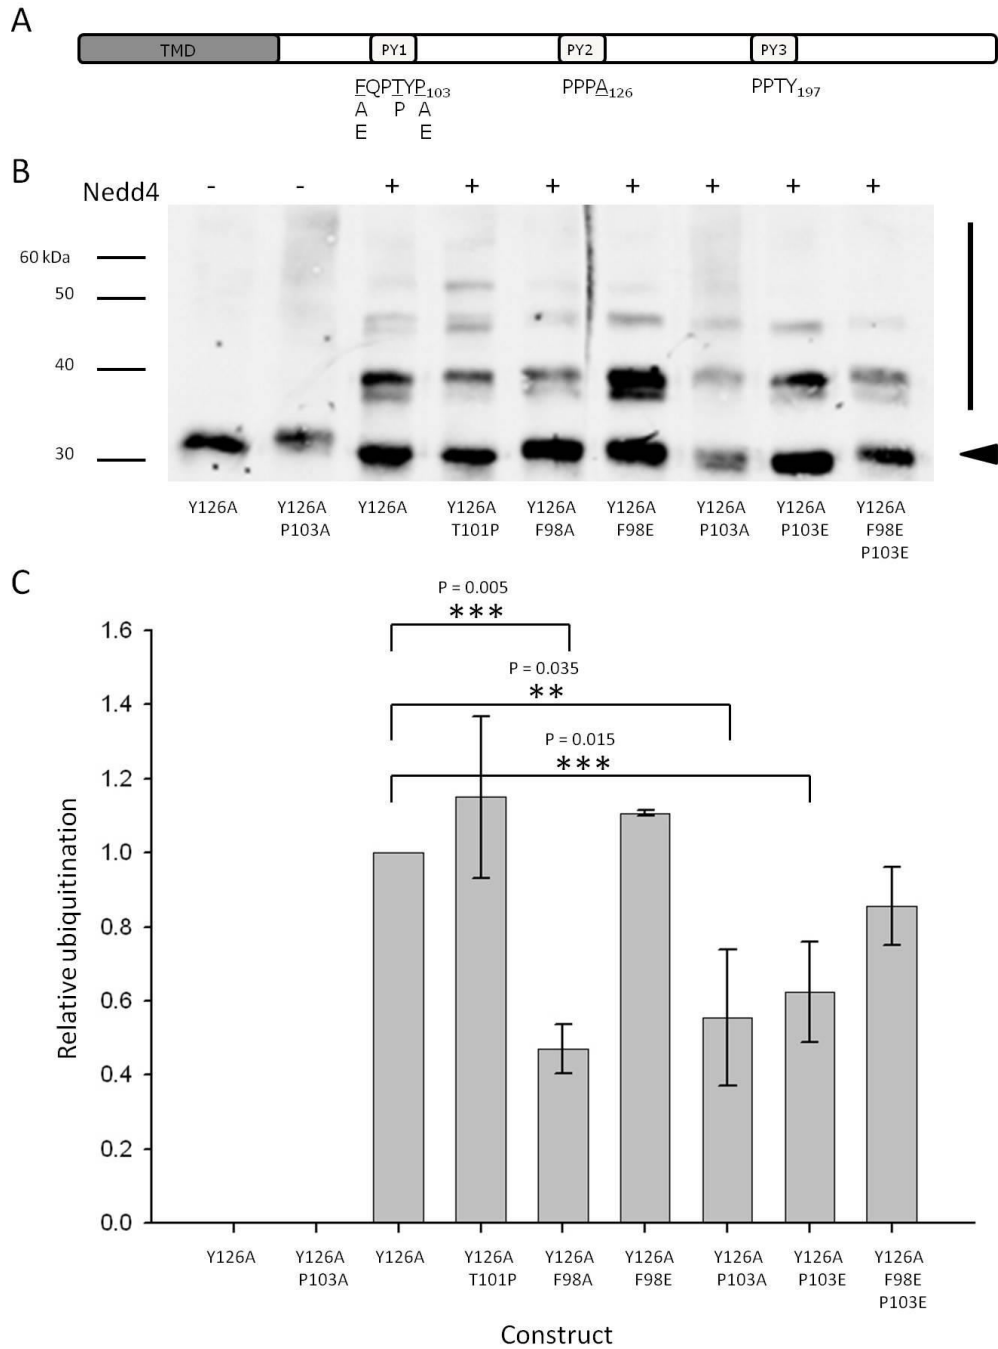 A
TMD PY1 PY2 PY3
FQPTYP103 PPPA126 PPTY197
A P A
E E
B
Nedd4 - - + + + + + + +
60 kDa
50
40
30
Y126A Y126A Y126A Y126A Y126A Y126A Y126A Y126A Y126A
P103A T101P F98A F98E P103A P103E F98E
P103E
C
P = 0.005
***
P = 0.035
**
P = 0.015
***
1.6
1.4
1.2
1.0
0.8
0.6
0.4
0.2
0.0
Relative ubiquitination
Y126A Y126A Y126A Y126A Y126A Y126A Y126A Y126A Y126A
P103A T101P F98A F98E P103A P103E F98E
P103E
Construct